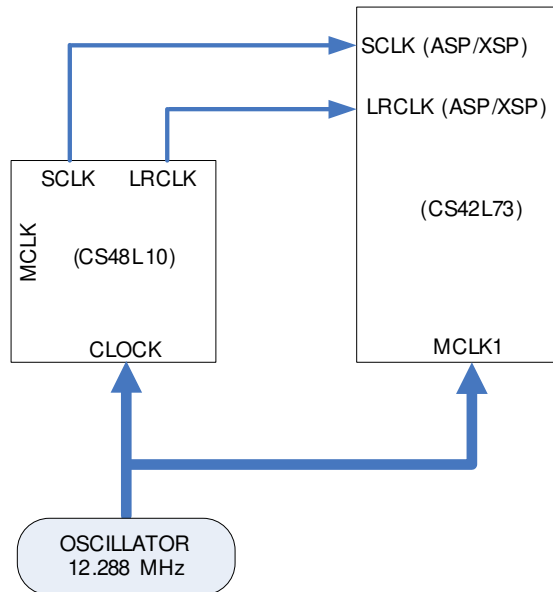 SCLK (ASP/XSP)
LRCLK (ASP/XSP)
SCLK LRCLK
MCLK
(CS48L10)
(CS42L73)
CLOCK
MCLK1
OSCILLATOR
12.288 MHz